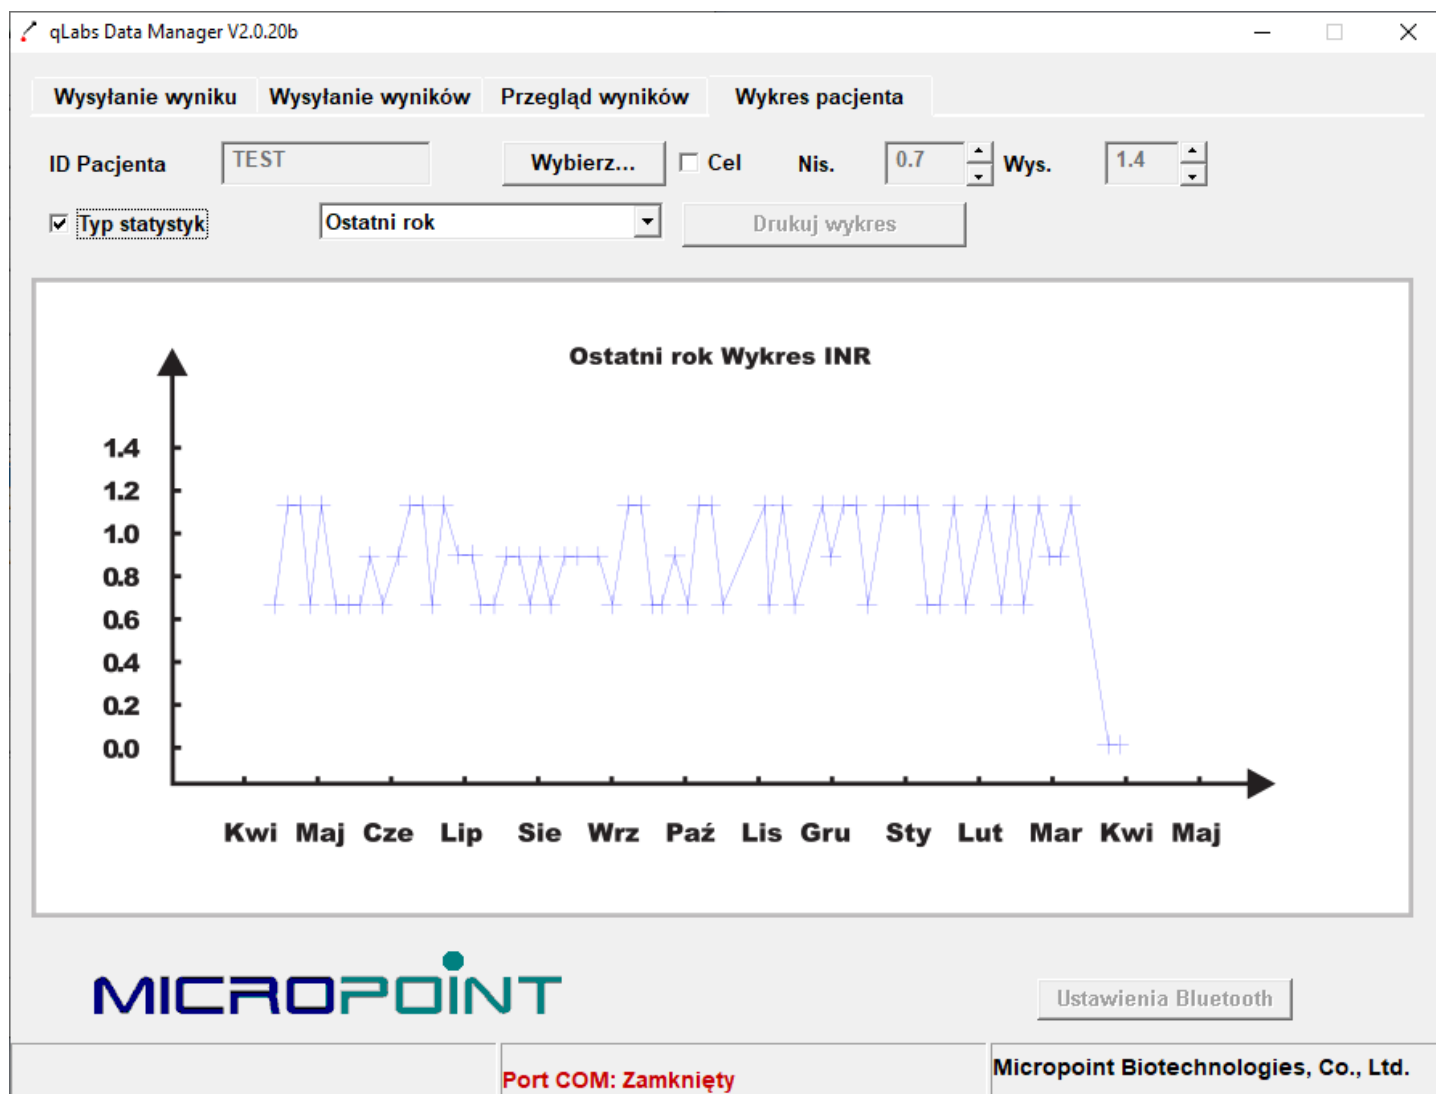 qLabs Data Manager V2.0.20b
Wysyłanie wyniku Wysyłanie wyników Przegląd wyników Wykres pacjenta
ID Pacjenta TEST Wybierz... Cel Nis. 0.7 Wys. 1.4
Typ statystyk Ostatni rok Drukuj wykres
Ostatni rok Wykres INR
1.4
1.2
1.0
0.8
0.6
0.4
0.2
0.0
Kwi Maj Cze Lip Sie Wrz Paź Lis Gru Sty Lut Mar Kwi Maj
MICROPOINT
Ustawienia Bluetooth
Port COM: Zamknięty
Micropoint Biotechnologies, Co., Ltd.